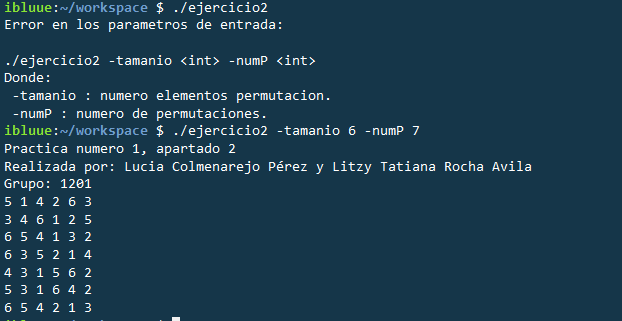 ibluue:~/workspace $ ./ejercicio2
Error en los parametros de entrada:
./ejercicio2 -tamanio <int> -numP <int>
Donde:
-tamanio : numero elementos permutacion.
-numP : numero de permutaciones.
ibluue:~/workspace $ ./ejercicio2 -tamanio 6 -numP 7
Practica numero 1, apartado 2
Realizada por: Lucia Colmenarejo Pérez y Litzy Tatiana Rocha Avila
Grupo: 1201
5 1 4 2 6 3
3 4 6 1 2 5
6 5 4 1 3 2
6 3 5 2 1 4
4 3 1 5 6 2
5 3 1 6 4 2
6 5 4 2 1 3